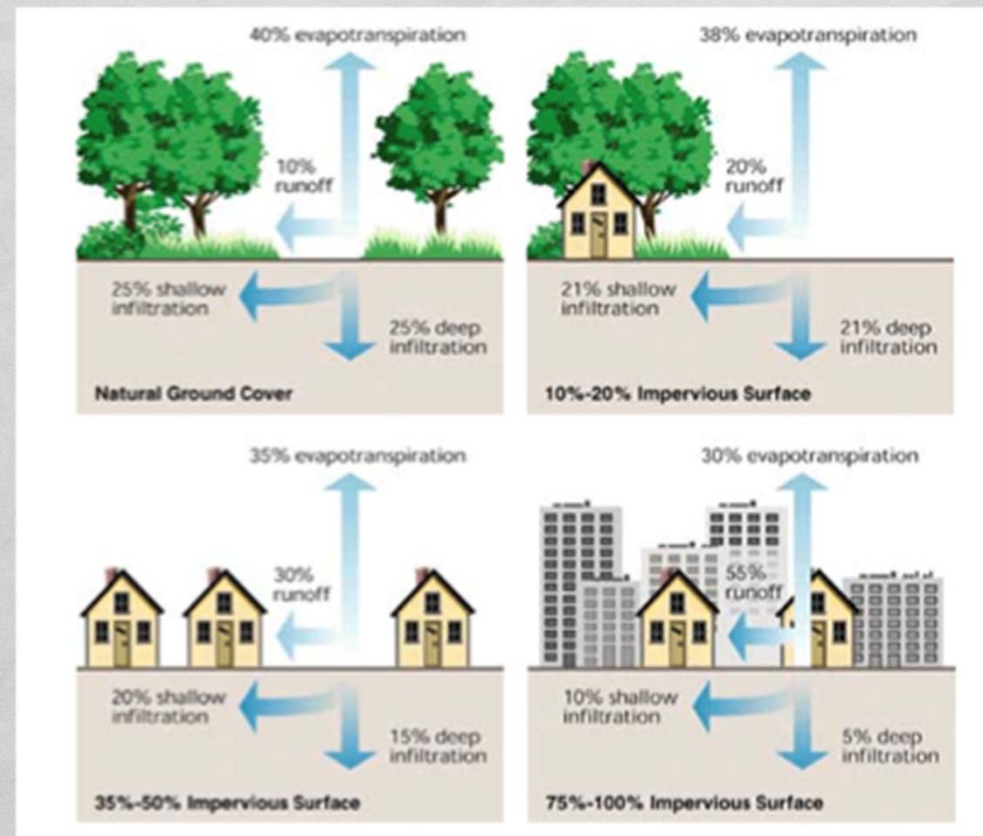 40% evapotranspiration
10%
runoff
25% shallow
infiltration
25% deep
infiltration
Natural Ground Cover
38% evapotranspiration
20%
runoff
21% shallow
infiltration
21% deep
infiltration
10%-20% Impervious Surface
35% evapotranspiration
30%
runoff
20% shallow
infiltration
15% deep
infiltration
35%-50% Impervious Surface
30% evapotranspiration
55%
runoff
10% shallow
infiltration
5% deep
infiltration
75%-100% Impervious Surface